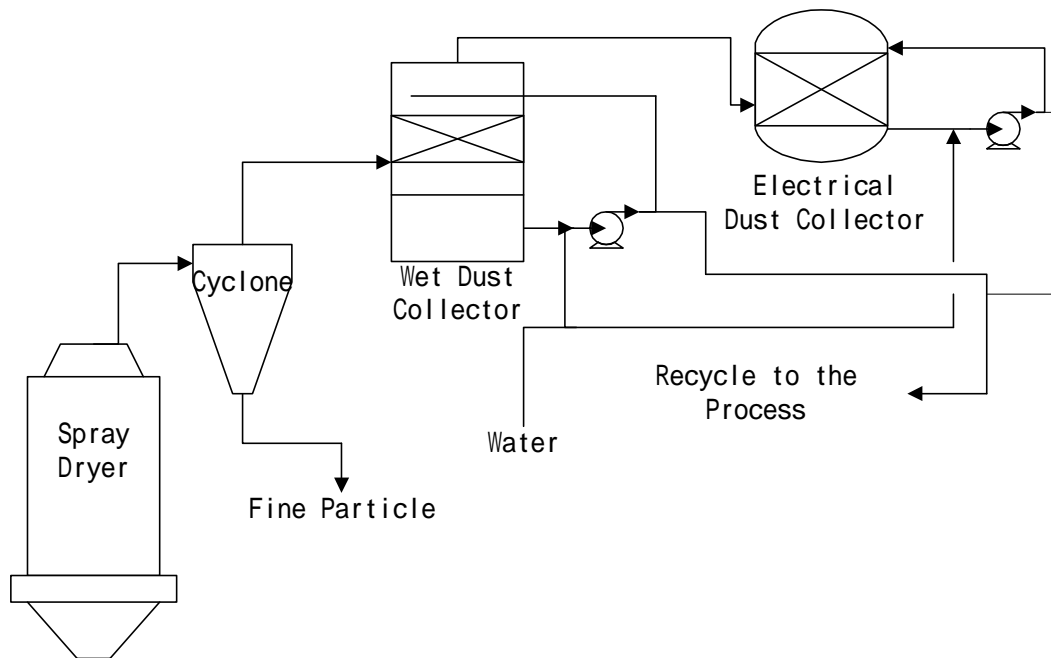 Electrical
Dust Collector
Cyclone
Wet Dust
Collector
Recycle to the
Process
Spray
Dryer
Water
Fine Particle